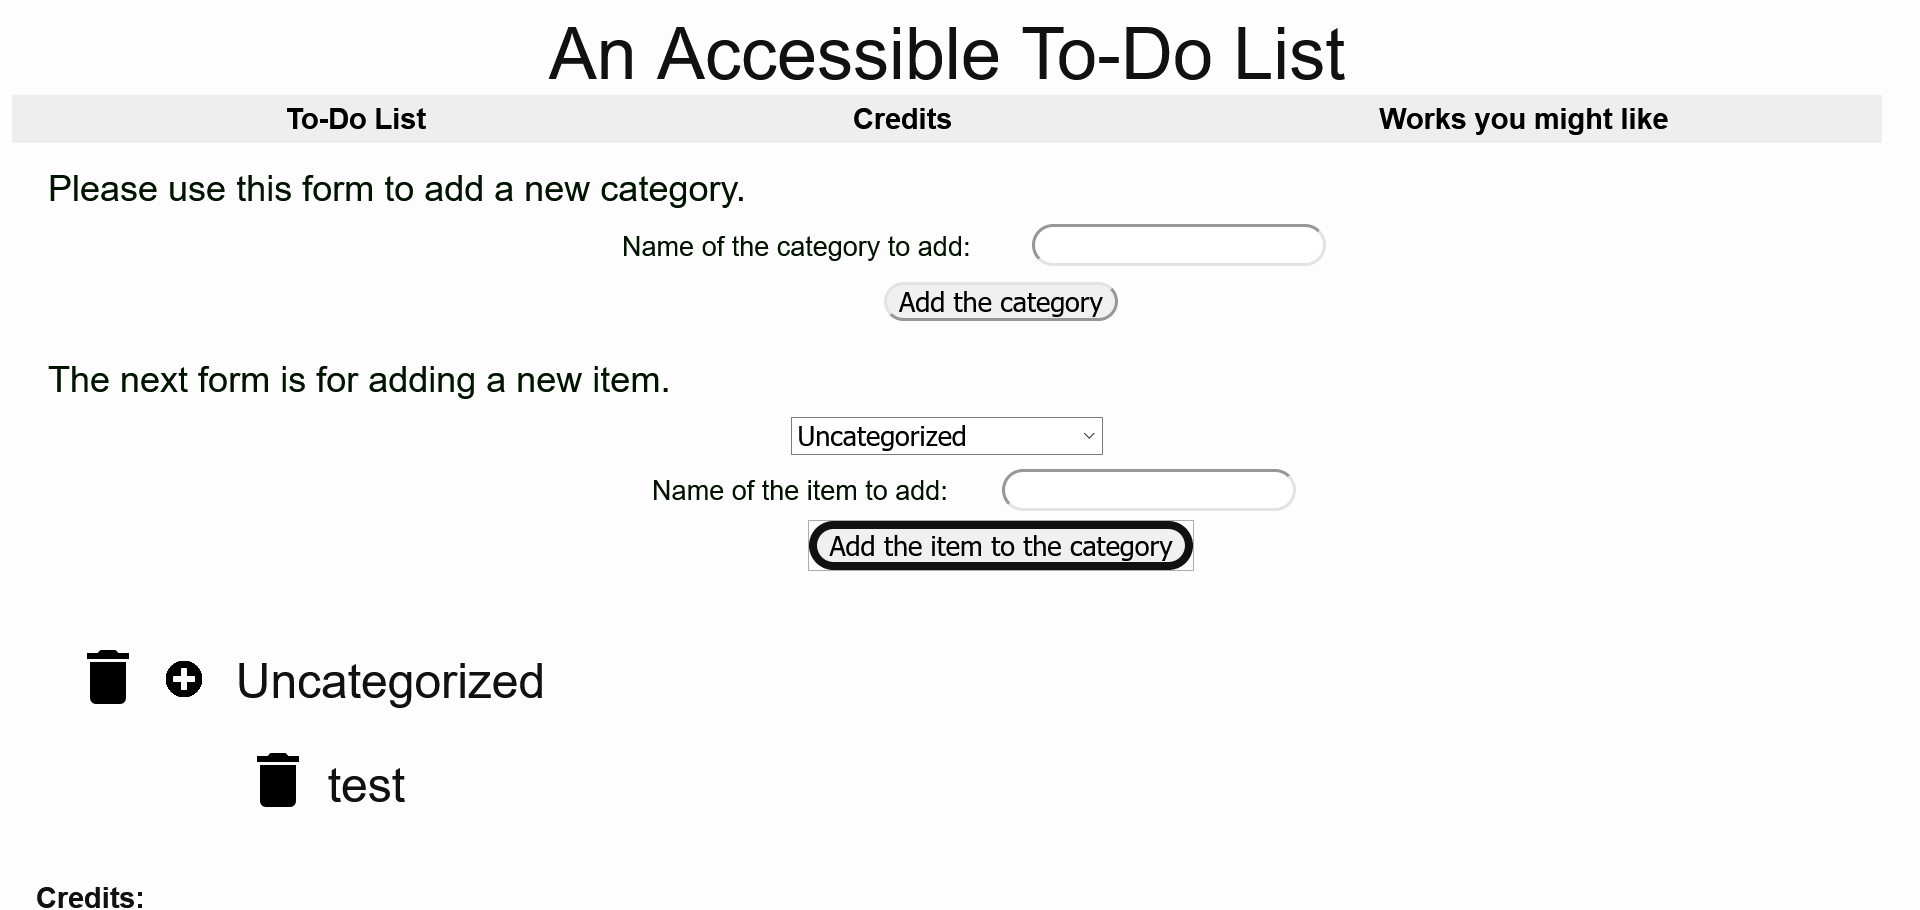 An Accessible To-Do List
To-Do List Credits Works you might like
Please use this form to add a new category.
Name of the category to add:
Add the category
The next form is for adding a new item.
Uncategorized
Name of the item to add:
Add the item to the category
Uncategorized
test
Credits: